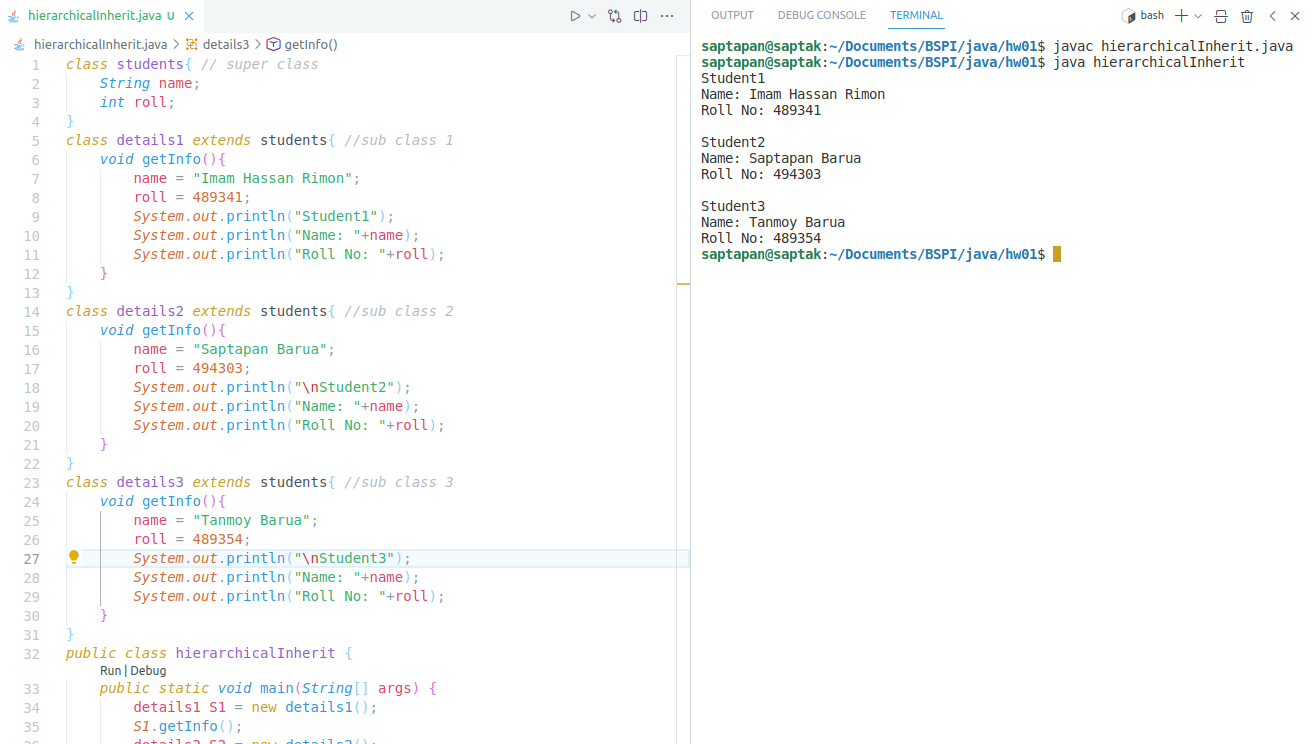 hierarchicalInherit.java U
hierarchicalInherit.java > details3 > getInfo()
1 class students{ // super class
2 String name;
3 int roll;
4 }
5 class details1 extends students{ //sub class 1
6 void getInfo(){
7 name = "Imam Hassan Rimon";
8 roll = 489341;
9 System.out.println("Student1");
10 System.out.println("Name: "+name);
11 System.out.println("Roll No: "+roll);
12 }
13 }
14 class details2 extends students{ //sub class 2
15 void getInfo(){
16 name = "Saptapan Barua";
17 roll = 494303;
18 System.out.println("\nStudent2");
19 System.out.println("Name: "+name);
20 System.out.println("Roll No: "+roll);
21 }
22 }
23 class details3 extends students{ //sub class 3
24 void getInfo(){
25 name = "Tanmoy Barua";
26 roll = 489354;
27 System.out.println("\nStudent3");
28 System.out.println("Name: "+name);
29 System.out.println("Roll No: "+roll);
30 }
31 }
32 public class hierarchicalInherit {
Run | Debug
33 public static void main(String[] args) {
34 details1 S1 = new details1();
35 S1.getInfo();
36 details2 S2 = new details2();
OUTPUT DEBUG CONSOLE TERMINAL bash
saptapan@saptak:~/Documents/BSPI/java/hw01$ javac hierarchicalInherit.java
saptapan@saptak:~/Documents/BSPI/java/hw01$ java hierarchicalInherit
Student1
Name: Imam Hassan Rimon
Roll No: 489341
Student2
Name: Saptapan Barua
Roll No: 494303
Student3
Name: Tanmoy Barua
Roll No: 489354
saptapan@saptak:~/Documents/BSPI/java/hw01$